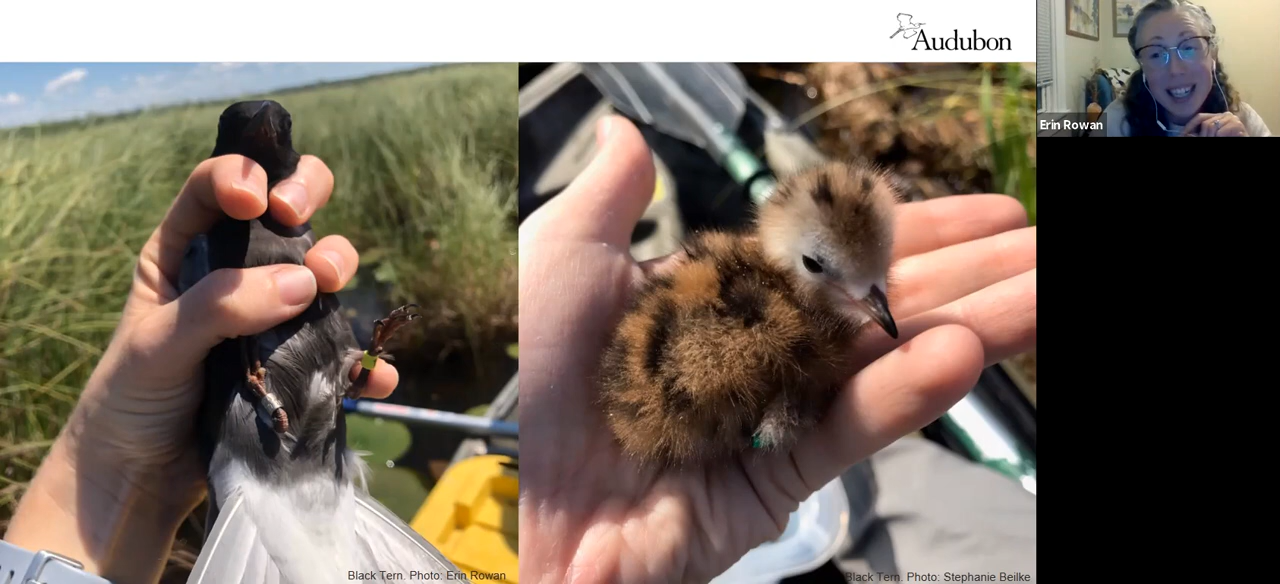 Audubon
Erin Rowan
Black Tern. Photo: Erin Rowan
Black Tern. Photo: Stephanie Beilke